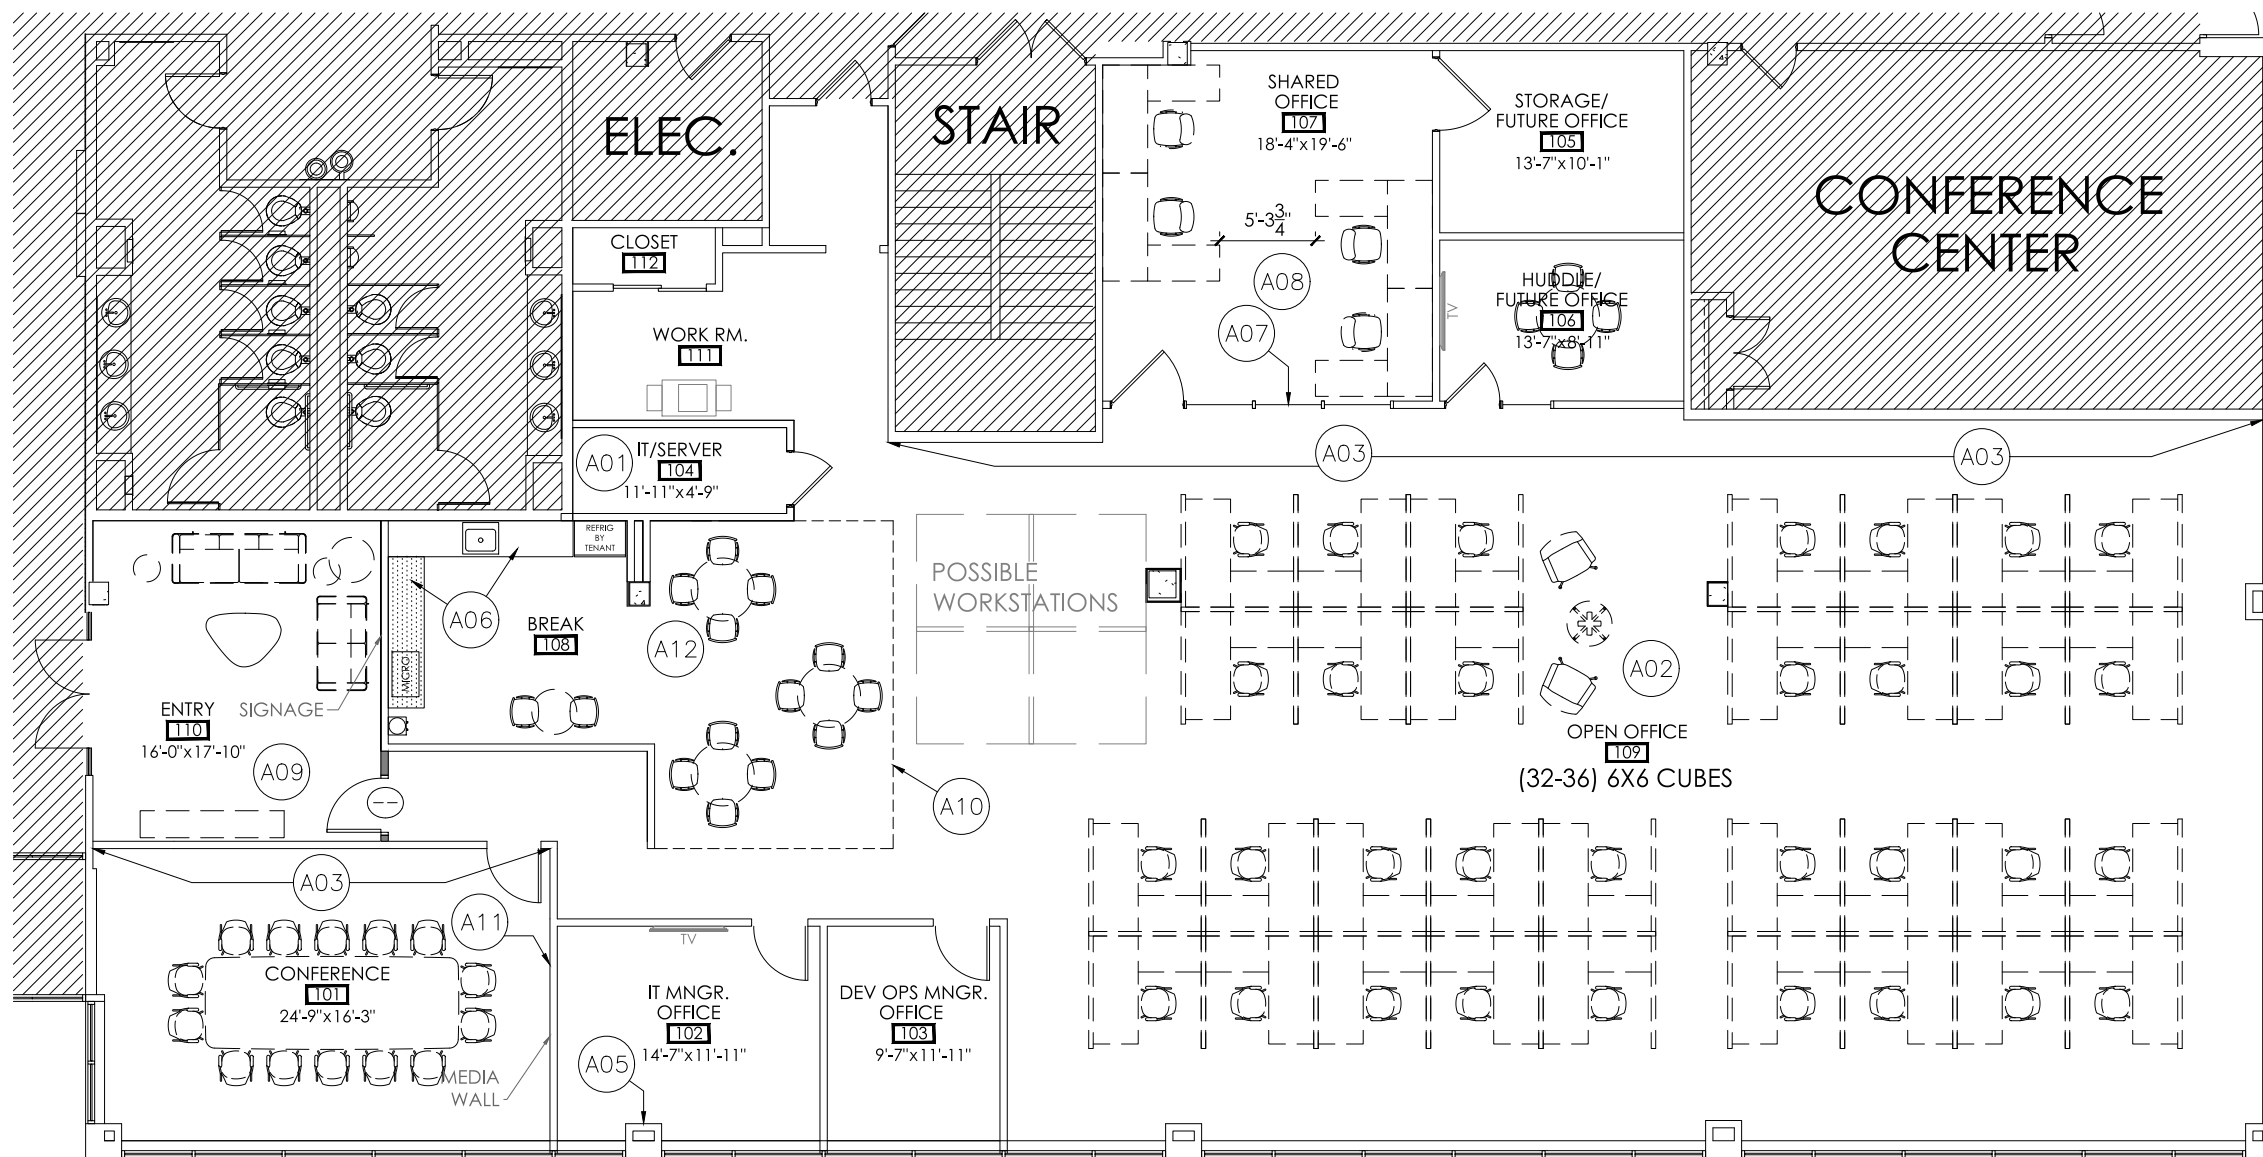 ELEC.
STAIR
SHARED
OFFICE
107
18'-4"x19'-6"
STORAGE/
FUTURE OFFICE
105
13'-7"x10'-1"
CONFERENCE
CENTER
5'-3 3/4"
CLOSET
112
A08
A07
TV
HUDDLE/
FUTURE OFFICE
106
13'-7"x8'-11"
WORK RM.
111
A01
IT/SERVER
104
11'-11"x4'-9"
A03
A03
REFRIG
BY
TENANT
POSSIBLE
WORKSTATIONS
A06
BREAK
108
A12
MICRO.
A02
ENTRY
110
16'-0"x17'-10"
SIGNAGE
A09
OPEN OFFICE
109
(32-36) 6X6 CUBES
A10
A03
A11
TV
CONFERENCE
101
24'-9"x16'-3"
IT MNGR.
OFFICE
102
14'-7"x11'-11"
DEV OPS MNGR.
OFFICE
103
9'-7"x11'-11"
A05
MEDIA
WALL